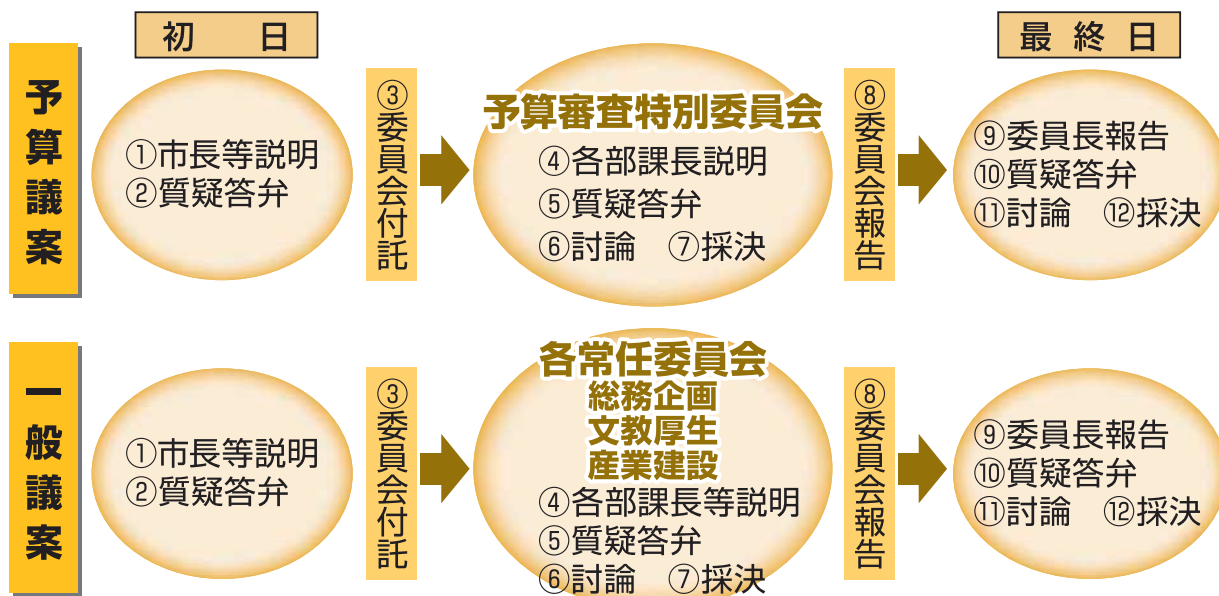 初　日
最終日
予算議案
①市長等説明
②質疑答弁
③委員会付託
予算審査特別委員会
④各部課長説明
⑤質疑答弁
⑥討論　⑦採決
⑧委員会報告
⑨委員長報告
⑩質疑答弁
⑪討論　⑫採決
一般議案
①市長等説明
②質疑答弁
③委員会付託
各常任委員会
総務企画
文教厚生
産業建設
④各部課長等説明
⑤質疑答弁
⑥討論　⑦採決
⑧委員会報告
⑨委員長報告
⑩質疑答弁
⑪討論　⑫採決